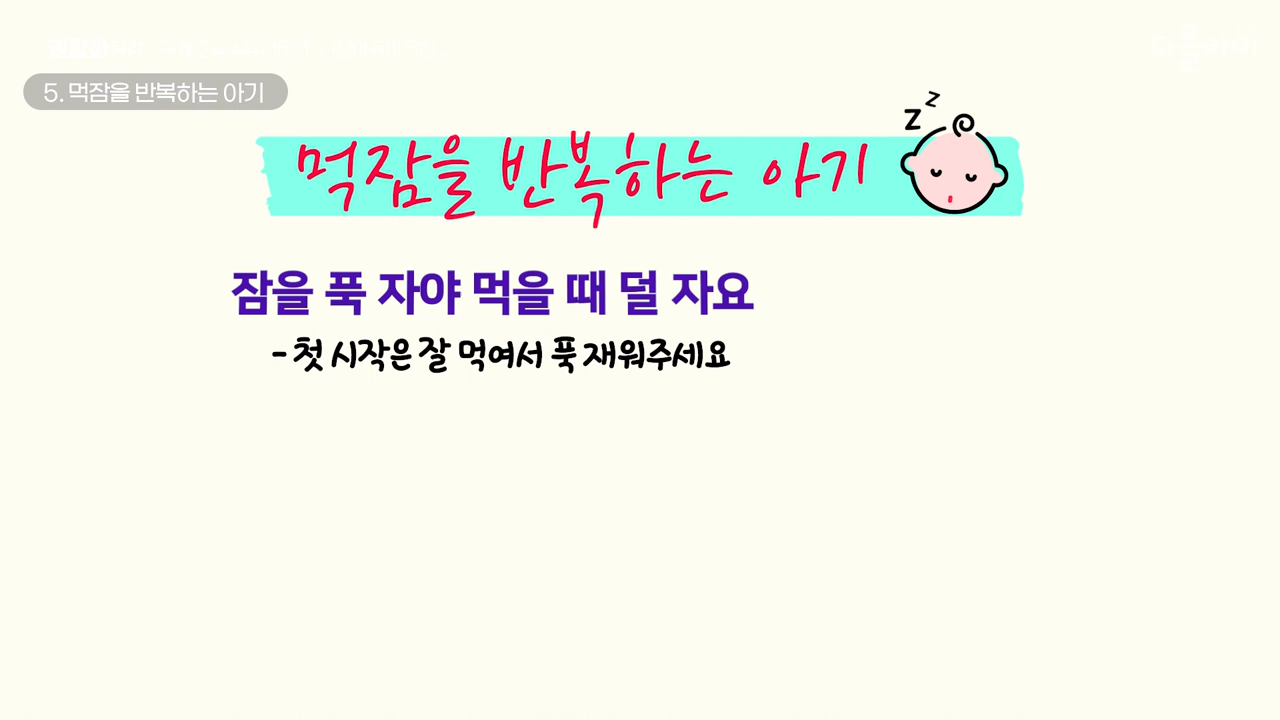 5. 먹잠을 반복하는 아기
z
z
먹잠을 반복하는 아기
잠을 푹 자야 먹을 때 덜 자요
- 첫 시작은 잘 먹여서 푹 재워주세요